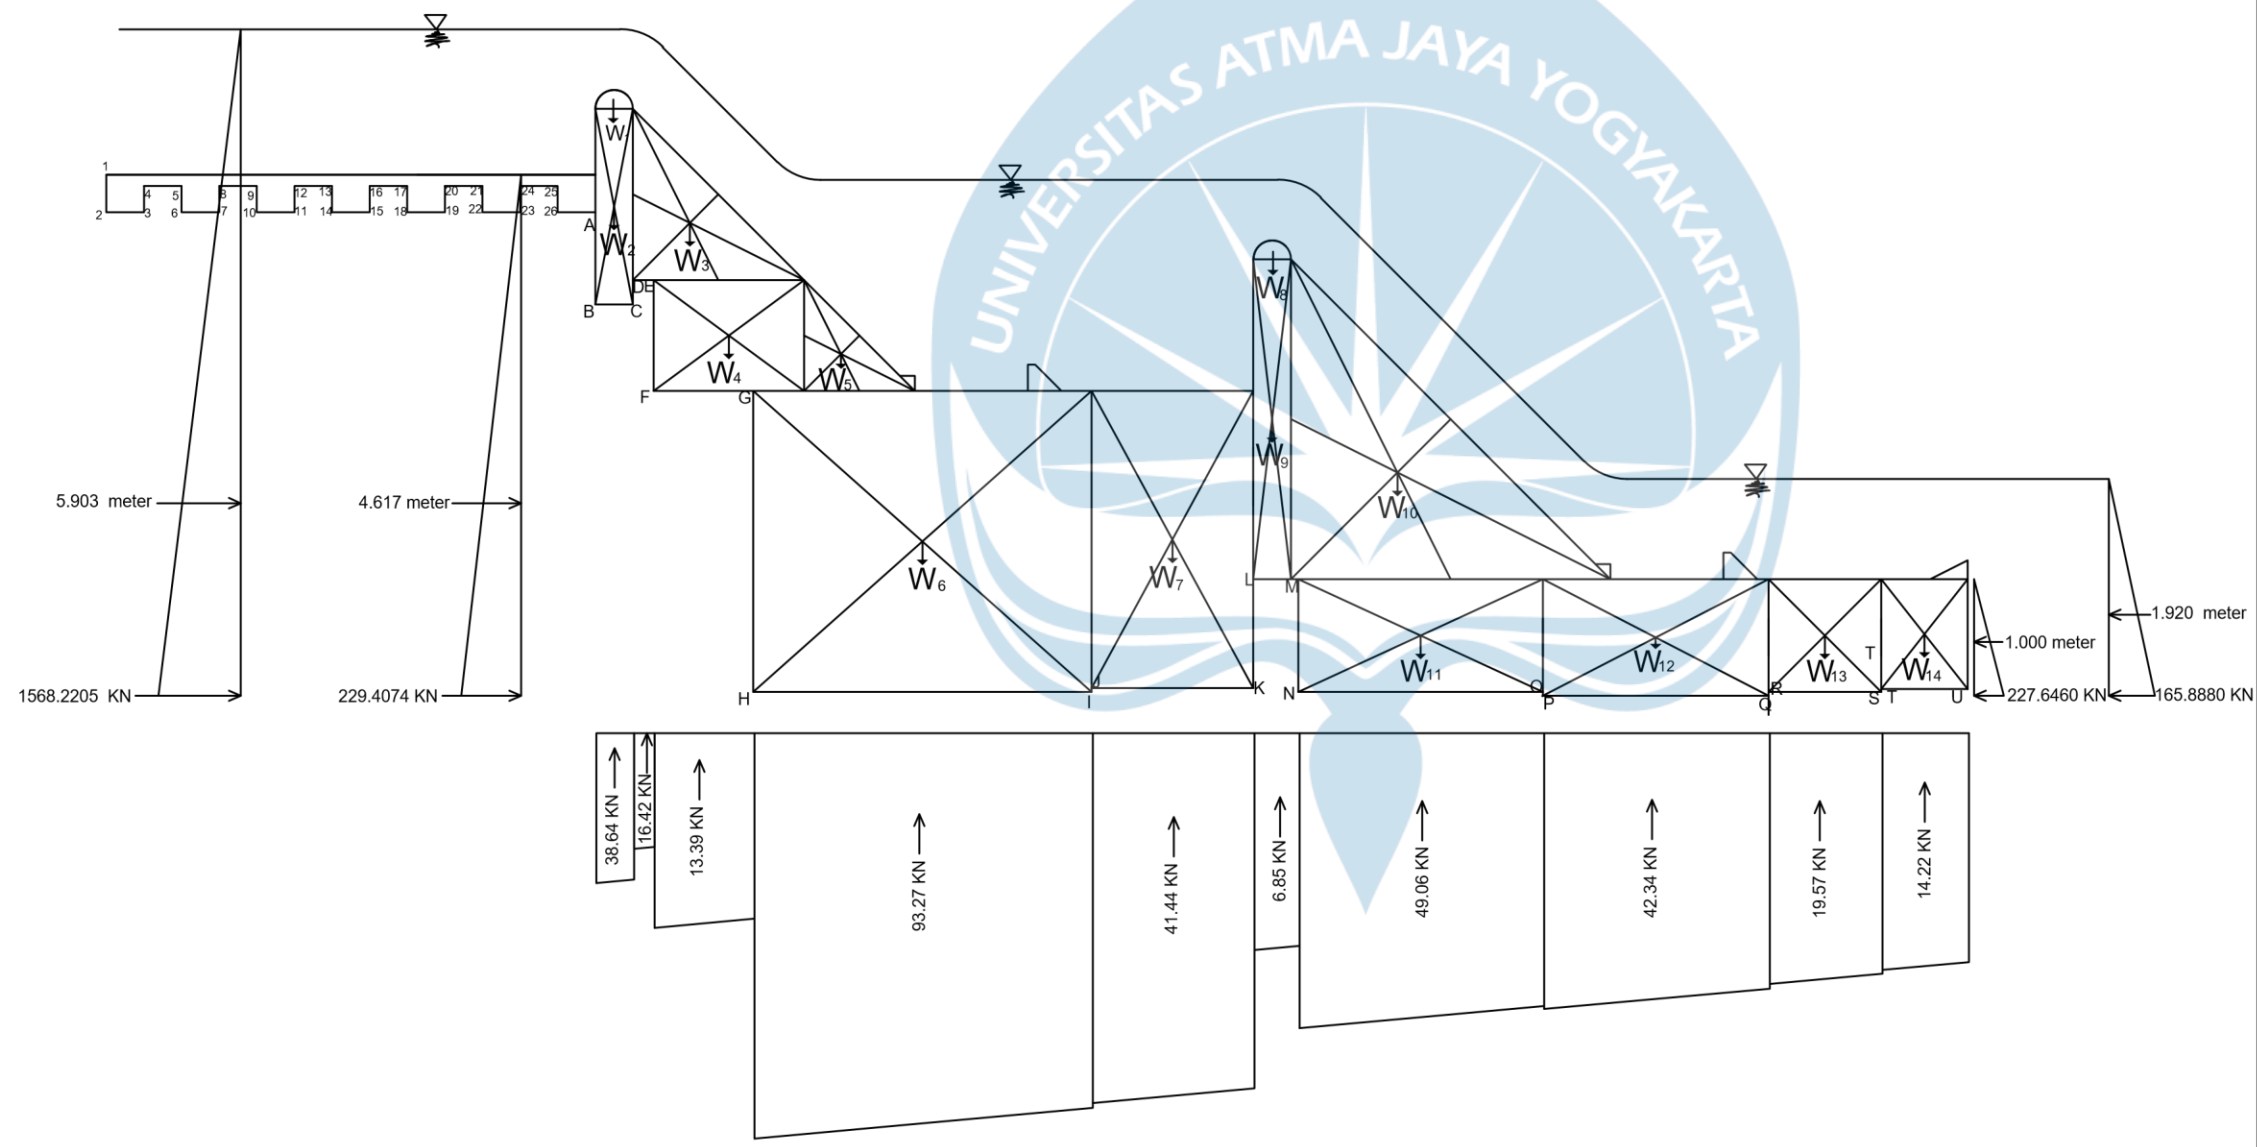 UNIVERSITAS ATMA JAYA YOGYAKARTA
1
2
3
4
5
6
7
8
9
10
11
12
13
14
15
16
17
18
19
20
21
22
23
24
25
26
A
B
C
DE
F
G
H
I
J
K
L
M
N
O
P
Q
R
S
T
T
U
W1
W2
W3
W4
W5
W6
W7
W8
W9
W10
W11
W12
W13
W14
5.903 meter
4.617 meter
1.920 meter
1.000 meter
1568.2205 KN
229.4074 KN
227.6460 KN
165.8880 KN
38.64 KN
16.42 KN
13.39 KN
93.27 KN
41.44 KN
6.85 KN
49.06 KN
42.34 KN
19.57 KN
14.22 KN